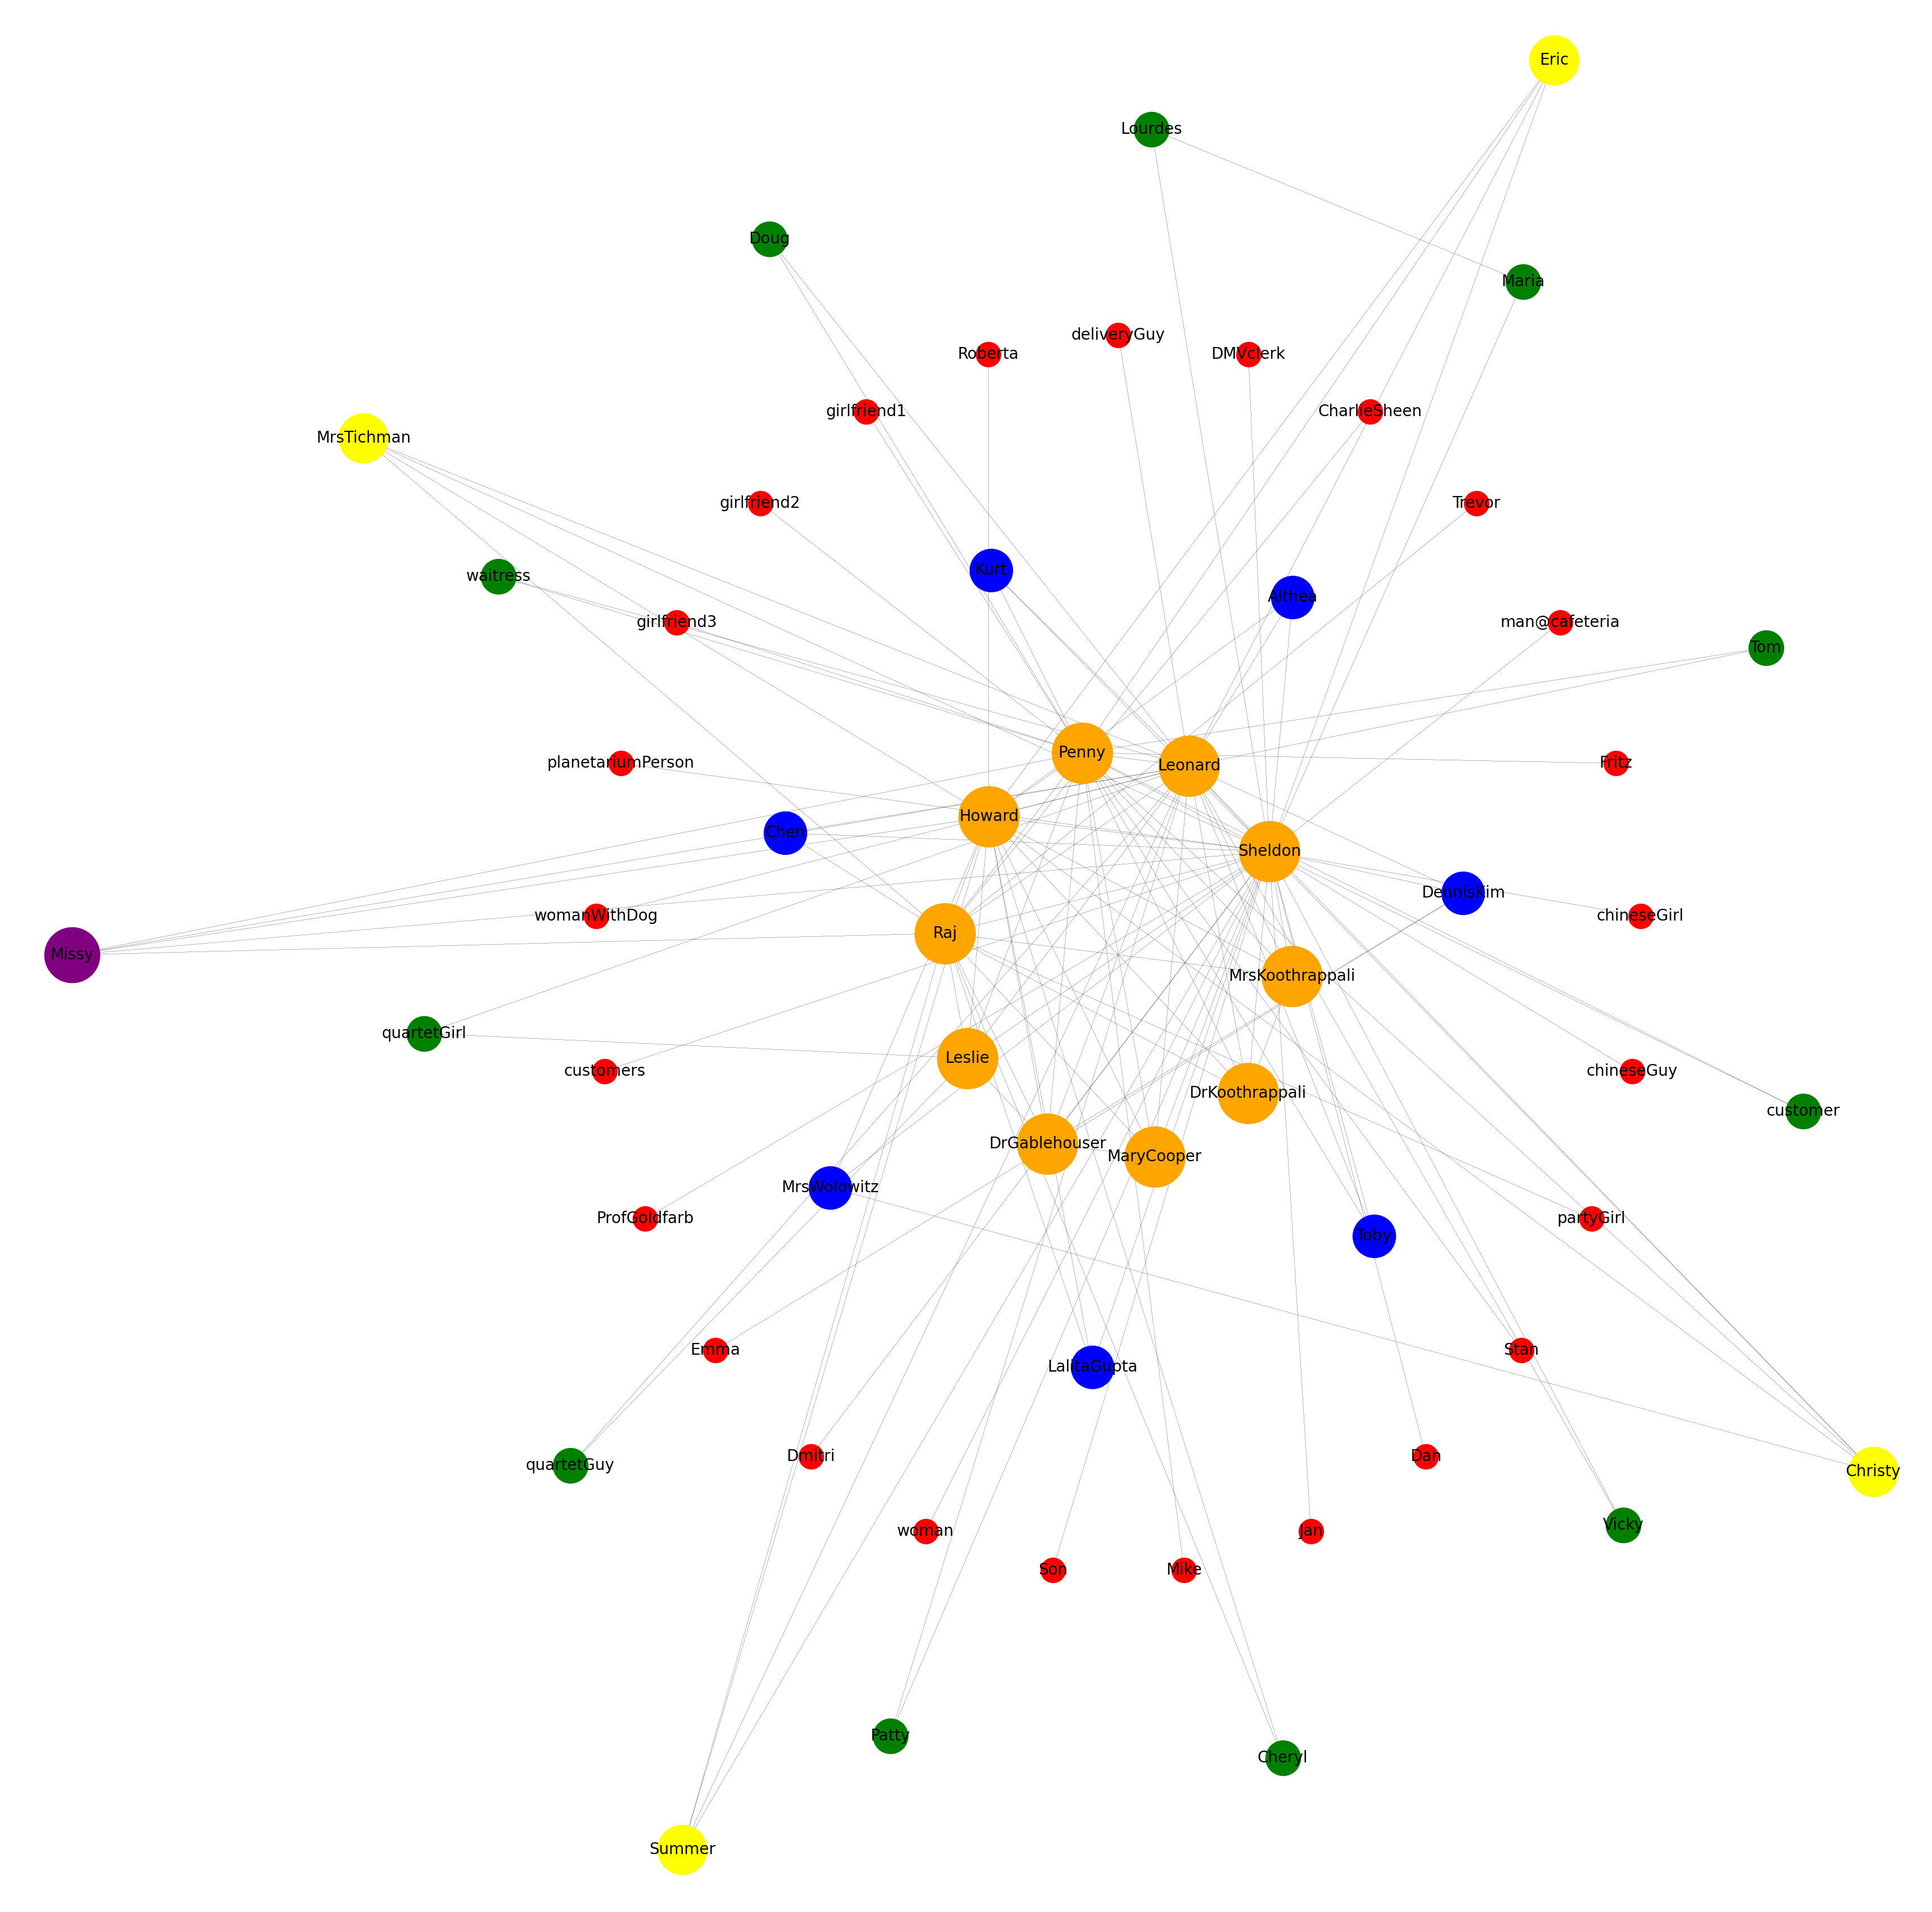 Eric
Lourdes
Doug
Maria
deliveryGuy
Roberta
DMVclerk
girlfriend1
CharlieSheen
MrsTichman
girlfriend2
Trevor
Kurt
waitress
Althea
girlfriend3
man@cafeteria
Tom
Penny
planetariumPerson
Leonard
Fritz
Howard
Chen
Sheldon
DennisKim
womanWithDog
chineseGirl
Raj
Missy
MrsKoothrappali
quartetGirl
Leslie
customers
chineseGuy
DrKoothrappali
customer
DrGablehouser
MaryCooper
MrsWolowitz
ProfGoldfarb
partyGirl
Toby
Emma
Stan
LalitaGupta
quartetGuy
Dmitri
Dan
Christy
Vicky
woman
Jan
Son
Mike
Patty
Cheryl
Summer